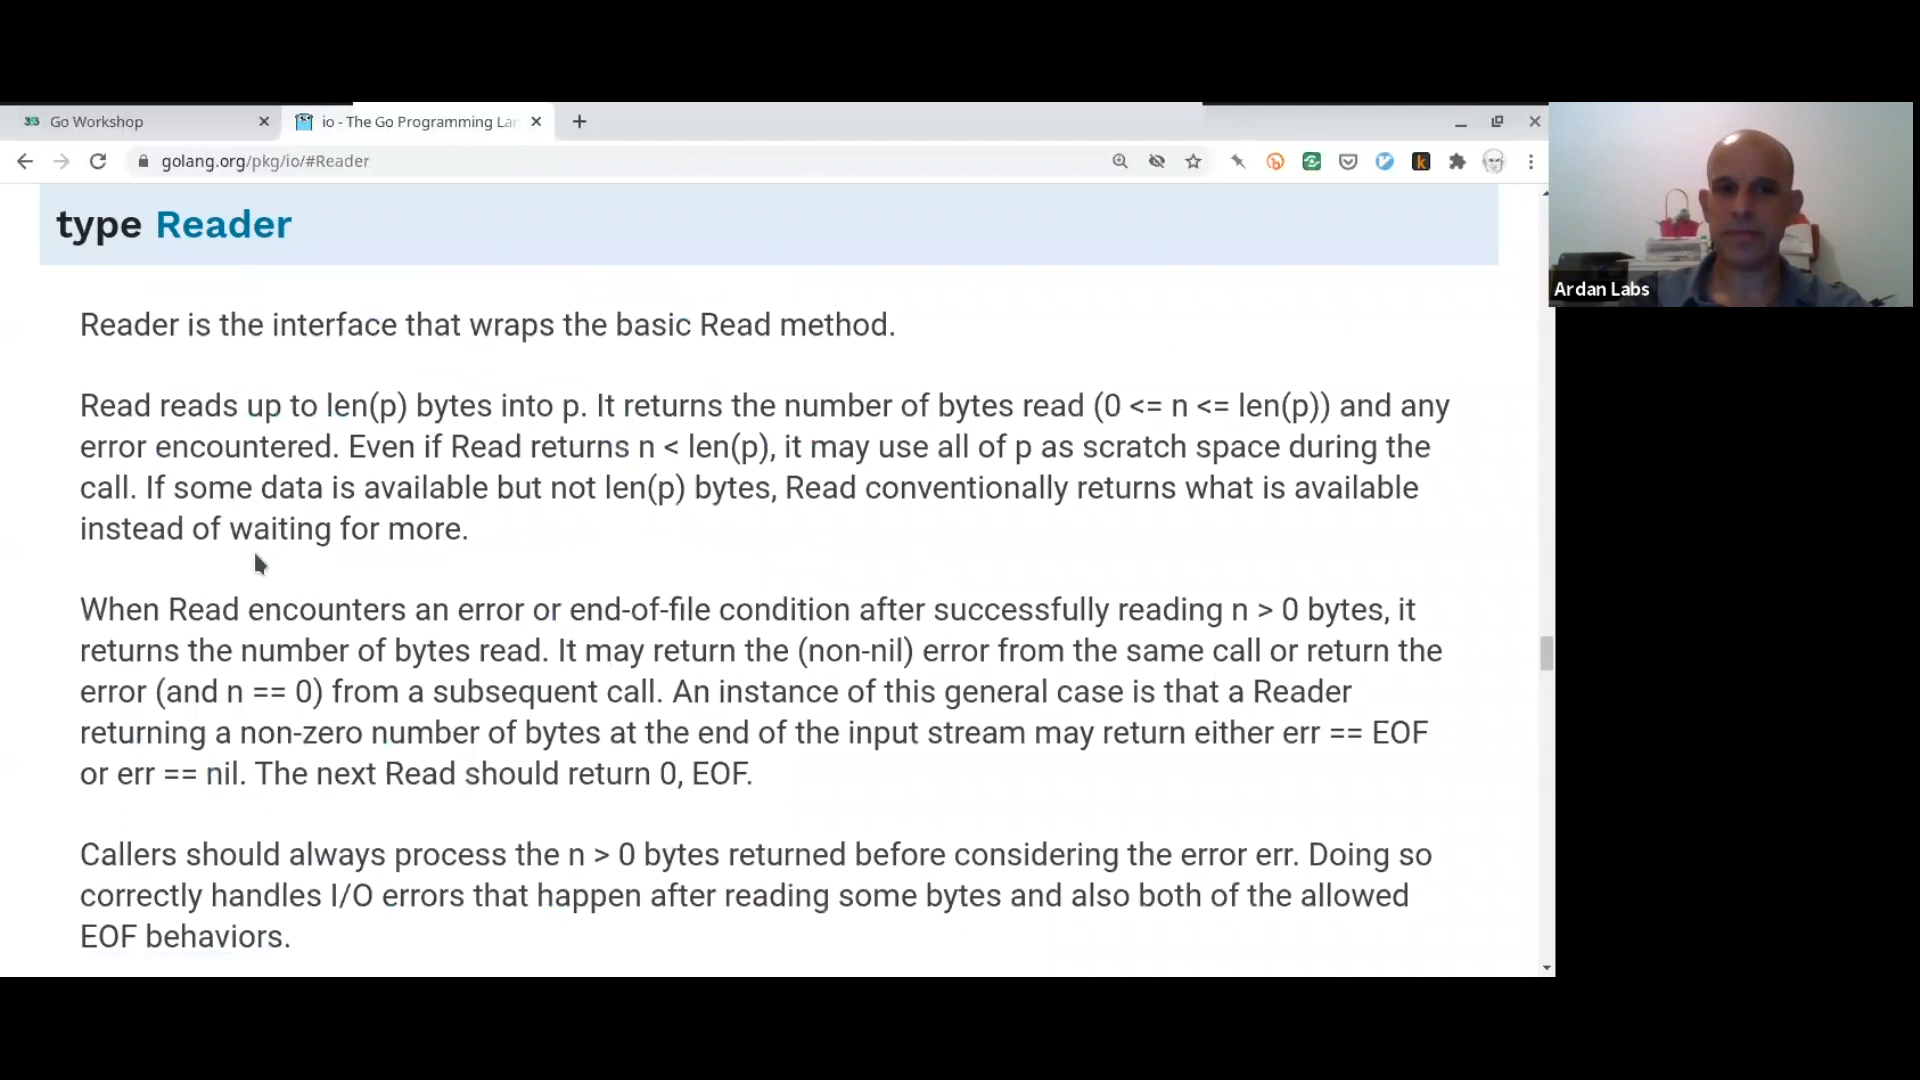 Go Workshop
io - The Go Programming Lan
golang.org/pkg/io/#Reader
type Reader
Ardan Labs
Reader is the interface that wraps the basic Read method.
Read reads up to len(p) bytes into p. It returns the number of bytes read (0 <= n <= len(p)) and any
error encountered. Even if Read returns n < len(p), it may use all of p as scratch space during the
call. If some data is available but not len(p) bytes, Read conventionally returns what is available
instead of waiting for more.
When Read encounters an error or end-of-file condition after successfully reading n > 0 bytes, it
returns the number of bytes read. It may return the (non-nil) error from the same call or return the
error (and n == 0) from a subsequent call. An instance of this general case is that a Reader
returning a non-zero number of bytes at the end of the input stream may return either err == EOF
or err == nil. The next Read should return 0, EOF.
Callers should always process the n > 0 bytes returned before considering the error err. Doing so
correctly handles I/O errors that happen after reading some bytes and also both of the allowed
EOF behaviors.